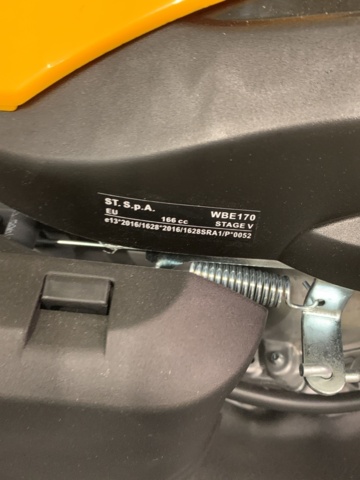 ST. S.p.A. WBE170
EU 166 cc STAGE V
e13*2016/1628*2016/1628SRA1/P*0052